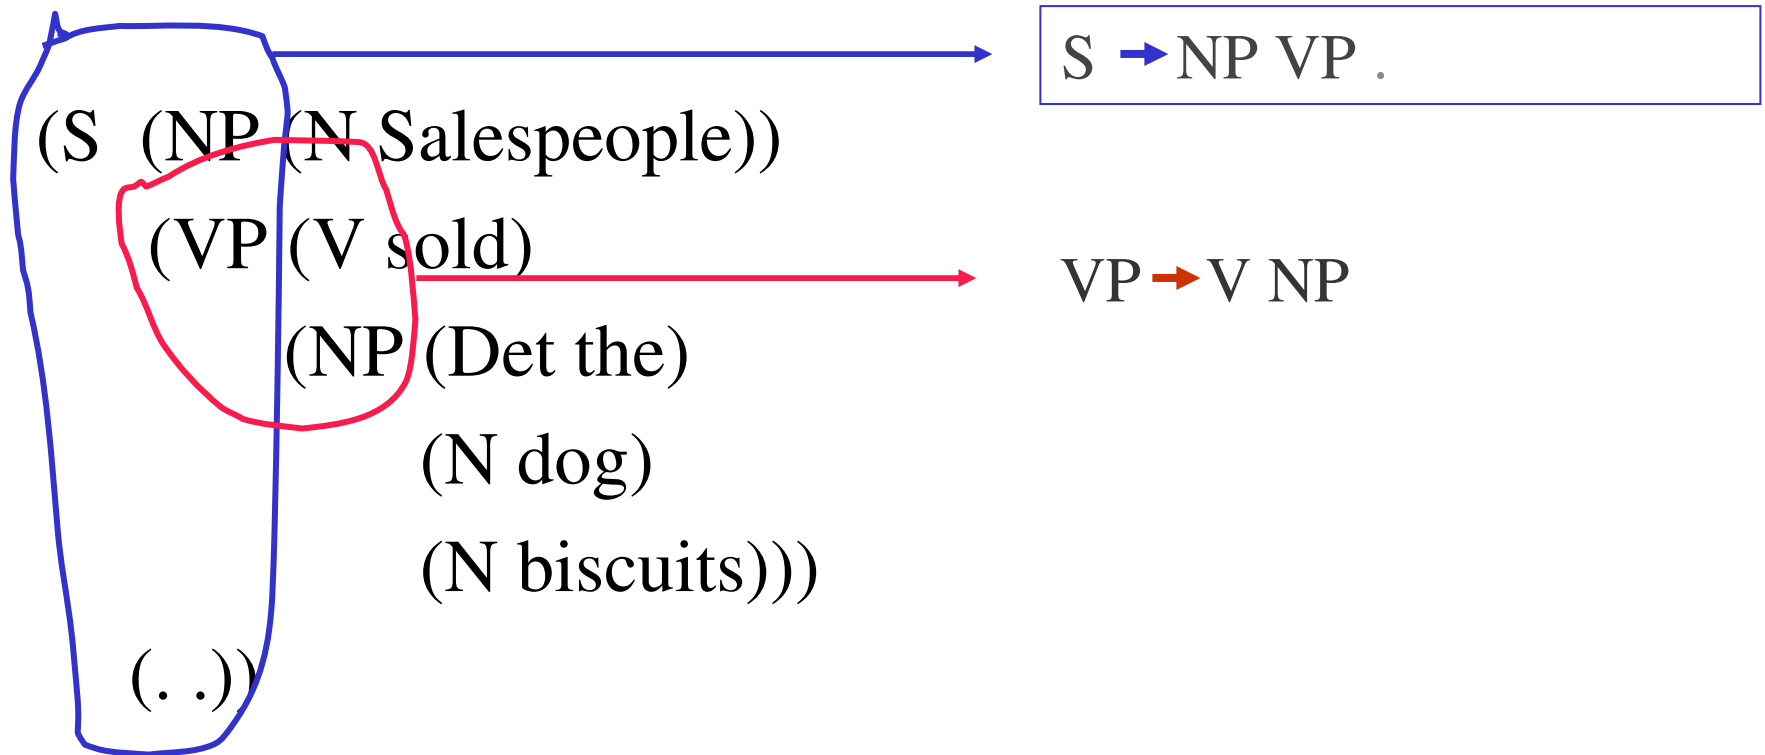 S → NP VP .
(S (NP (N Salespeople))
(VP (V sold)
VP → V NP
(NP (Det the)
(N dog)
(N biscuits)))
(. .))